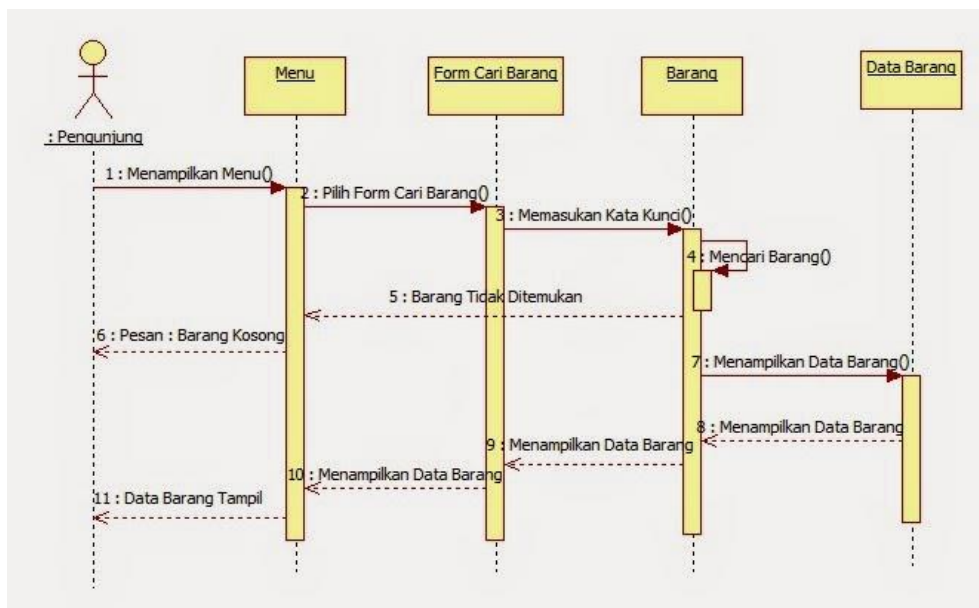 Menu
Form Cari Barang
Barang
Data Barang
: Pengunjung
1 : Menampilkan Menu()
2 : Pilih Form Cari Barang()
3 : Memasukan Kata Kunci()
4 : Mencari Barang()
5 : Barang Tidak Ditemukan
6 : Pesan : Barang Kosong
7 : Menampilkan Data Barang()
8 : Menampilkan Data Barang
9 : Menampilkan Data Barang
10 : Menampilkan Data Barang
11 : Data Barang Tampil